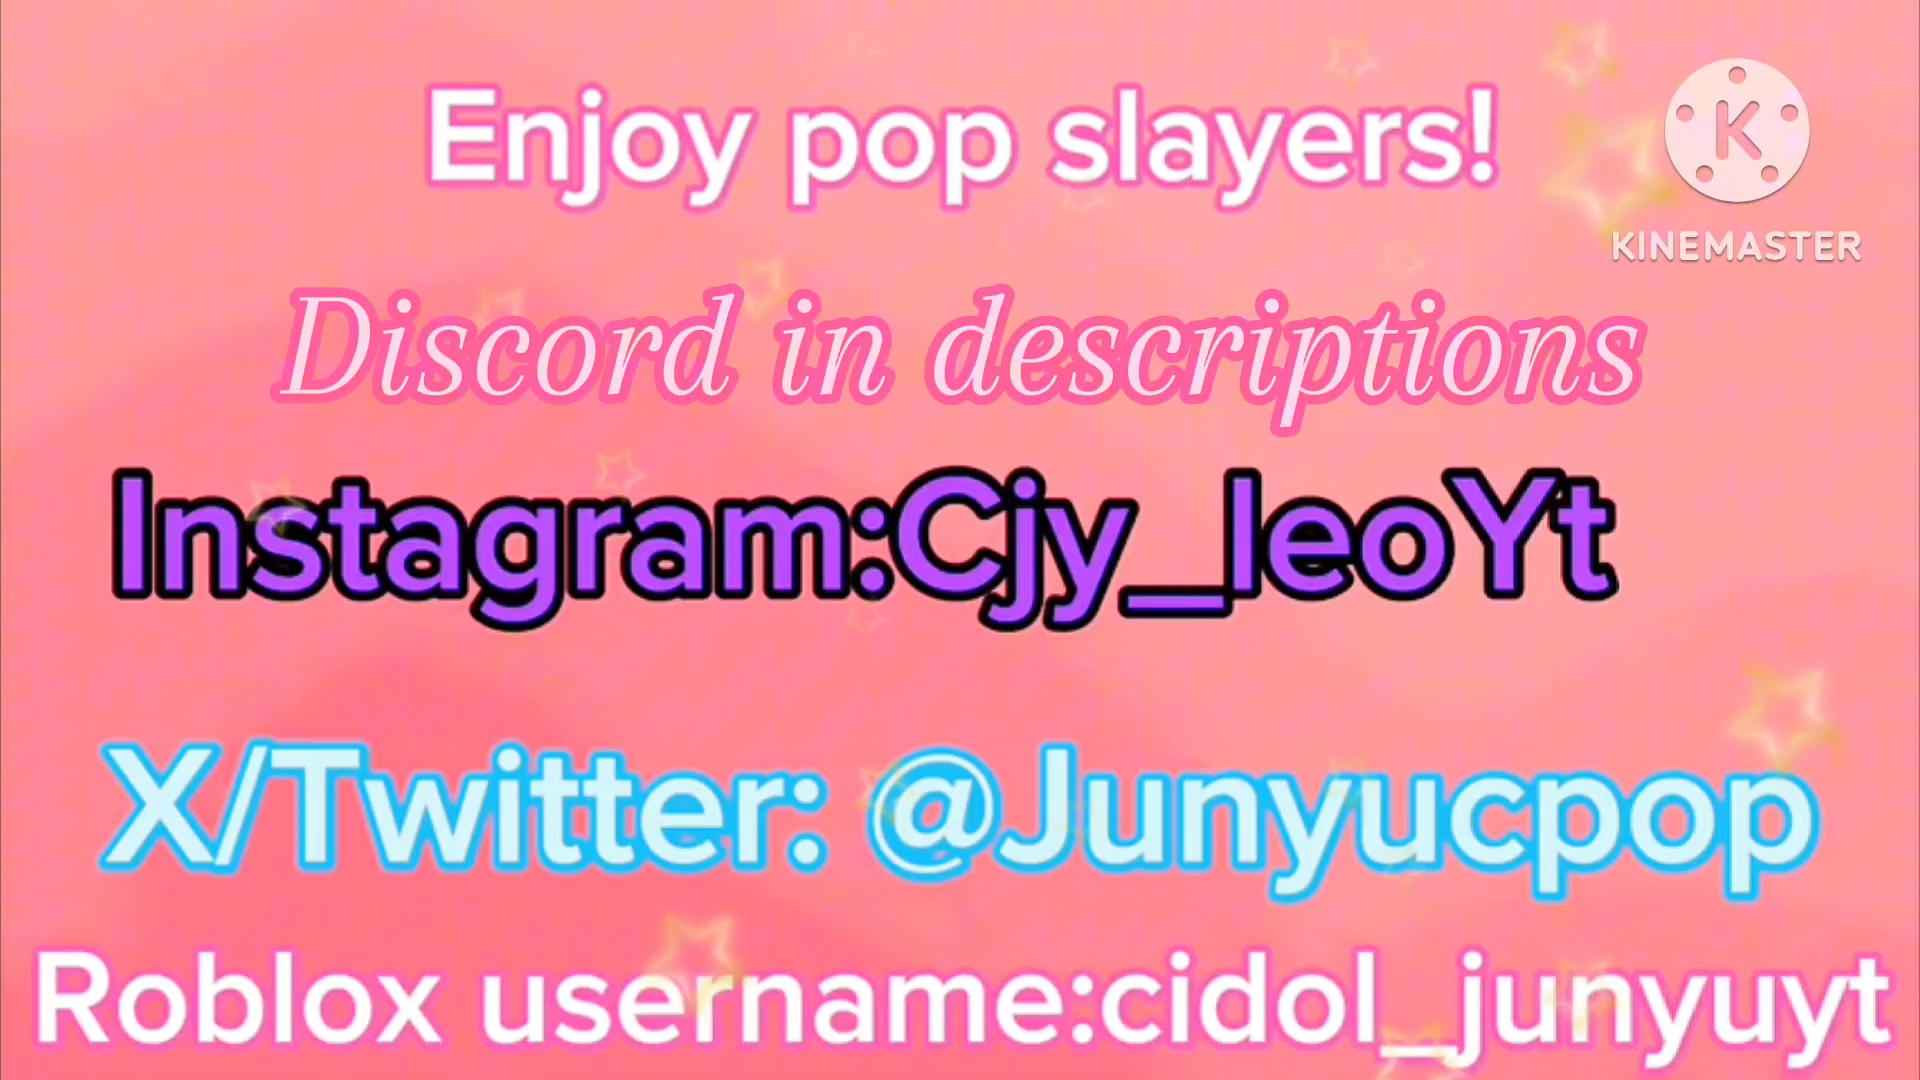 Enjoy pop slayers!
K
KINEMASTER
Discord in descriptions
Instagram:Cjy_leoYt
X/Twitter: @Junyucpop
Roblox username:cidol_junyuyt